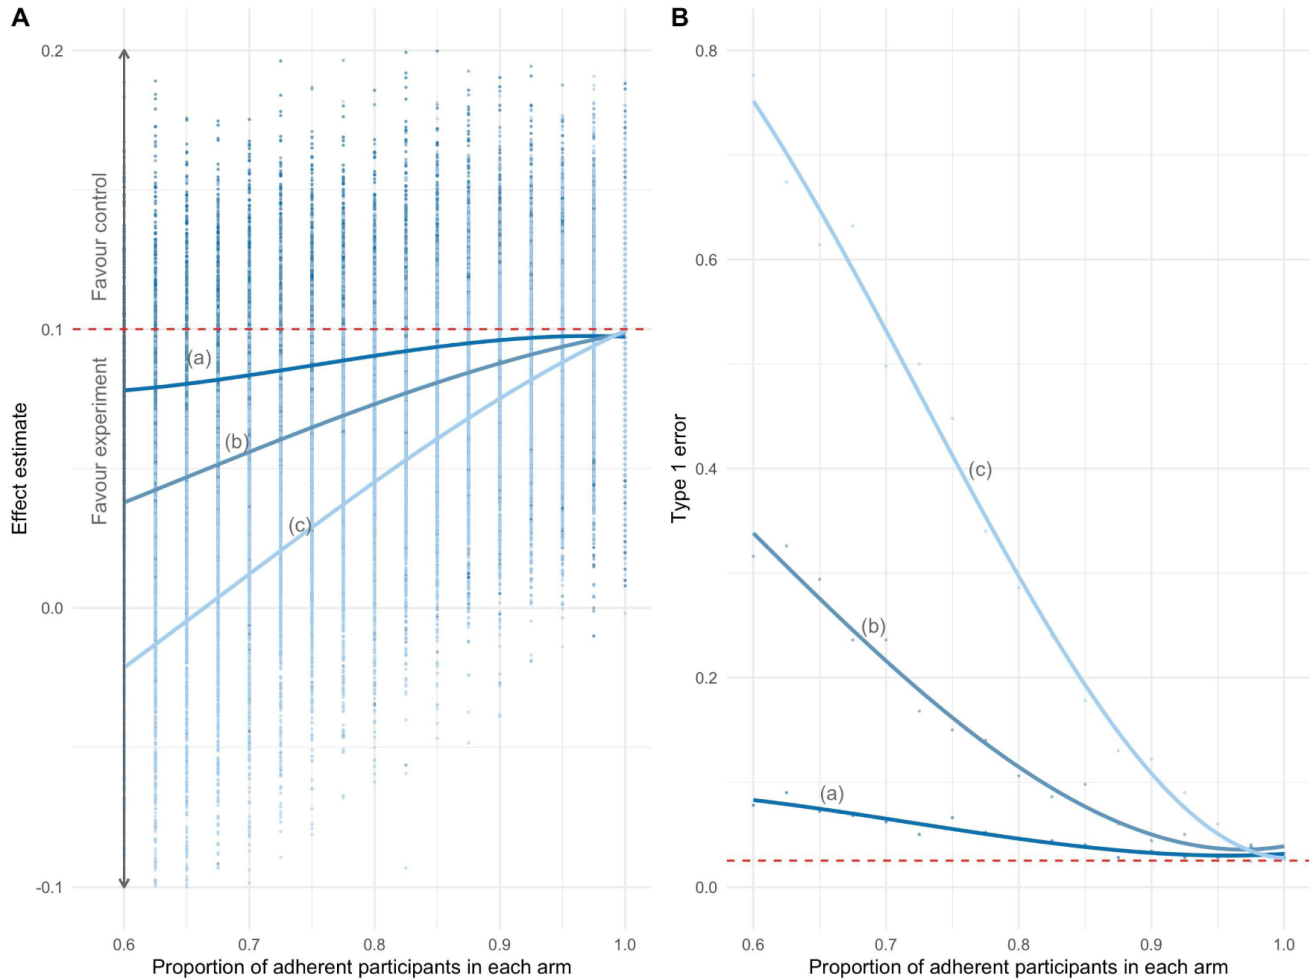 A
0.2
0.1
0.0
-0.1
Effect estimate
Favour control
Favour experiment
(a)
(b)
(c)
0.6 0.7 0.8 0.9 1.0
Proportion of adherent participants in each arm
B
0.8
0.6
0.4
0.2
0.0
Type 1 error
(c)
(b)
(a)
0.6 0.7 0.8 0.9 1.0
Proportion of adherent participants in each arm